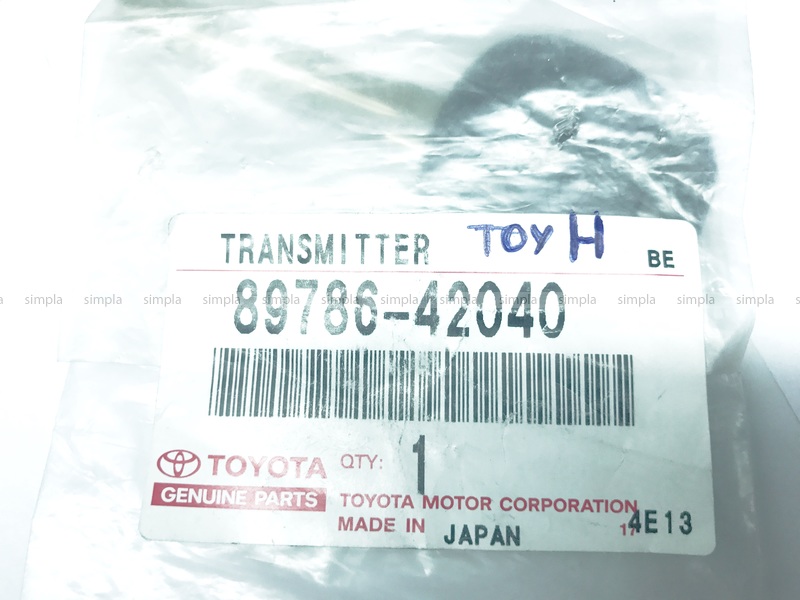 TRANSMITTER TOY H BE
89786-42040
simpla simpla simpla simpla simpla simpla simpla simpla simpla simpla simpla simpla simpla
TOYOTA QTY: 1
GENUINE PARTS TOYOTA MOTOR CORPORATION
MADE IN JAPAN 4E13